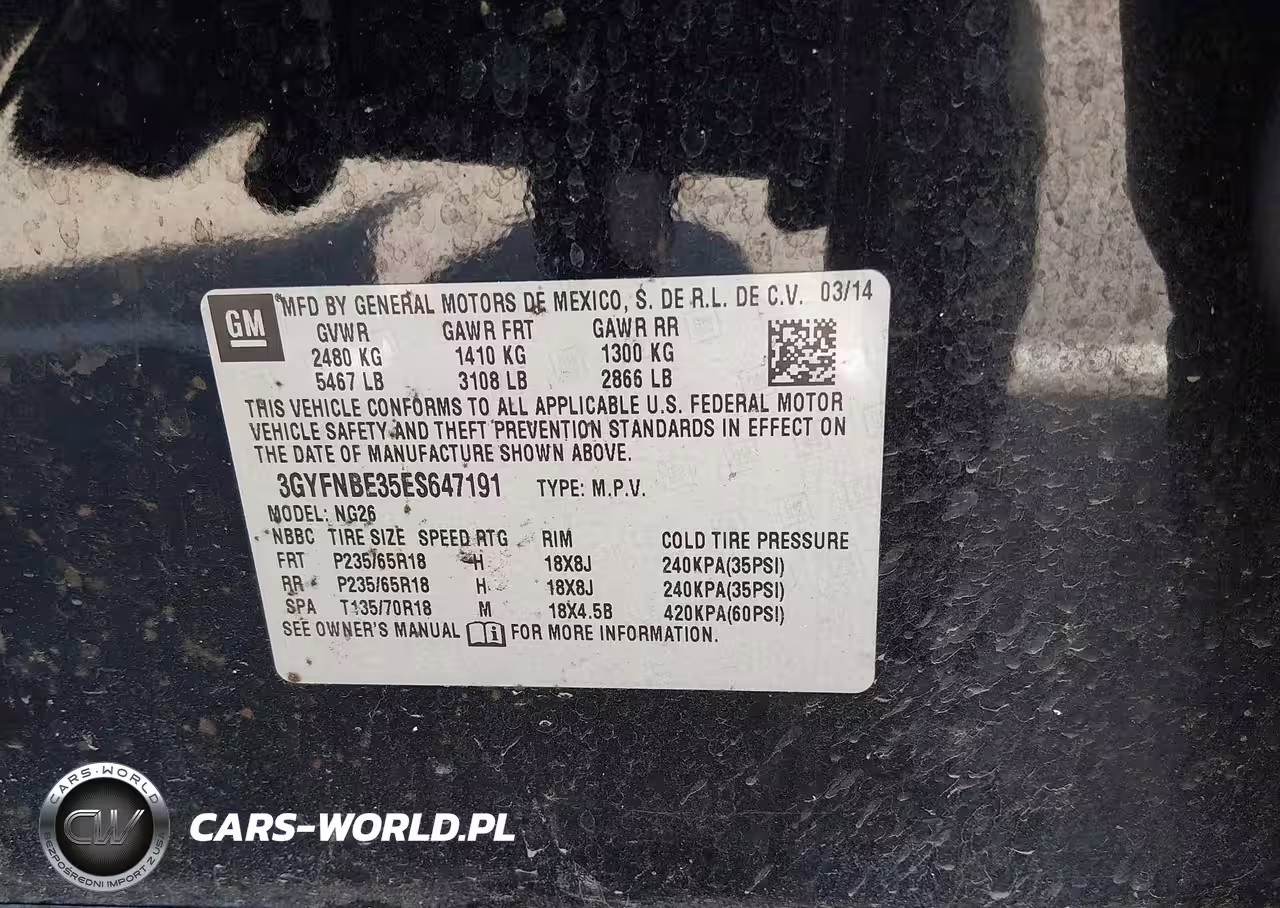 GM
MFD BY GENERAL MOTORS DE MEXICO, S. DE R.L. DE C.V. 03/14
GVWR GAWR FRT GAWR RR
2480 KG 1410 KG 1300 KG
5467 LB 3108 LB 2866 LB
THIS VEHICLE CONFORMS TO ALL APPLICABLE U.S. FEDERAL MOTOR
VEHICLE SAFETY AND THEFT PREVENTION STANDARDS IN EFFECT ON
THE DATE OF MANUFACTURE SHOWN ABOVE.
3GYFNBE35ES647191 TYPE: M.P.V.
MODEL: NG26
NBBC TIRE SIZE SPEED RTG RIM COLD TIRE PRESSURE
FRT P235/65R18 H 18X8J 240KPA(35PSI)
RR P235/65R18 H 18X8J 240KPA(35PSI)
SPA T135/70R18 M 18X4.5B 420KPA(60PSI)
SEE OWNER'S MANUAL FOR MORE INFORMATION.
CARS-WORLD
CW
BEZPOŚREDNI IMPORT Z USA
CARS-WORLD.PL